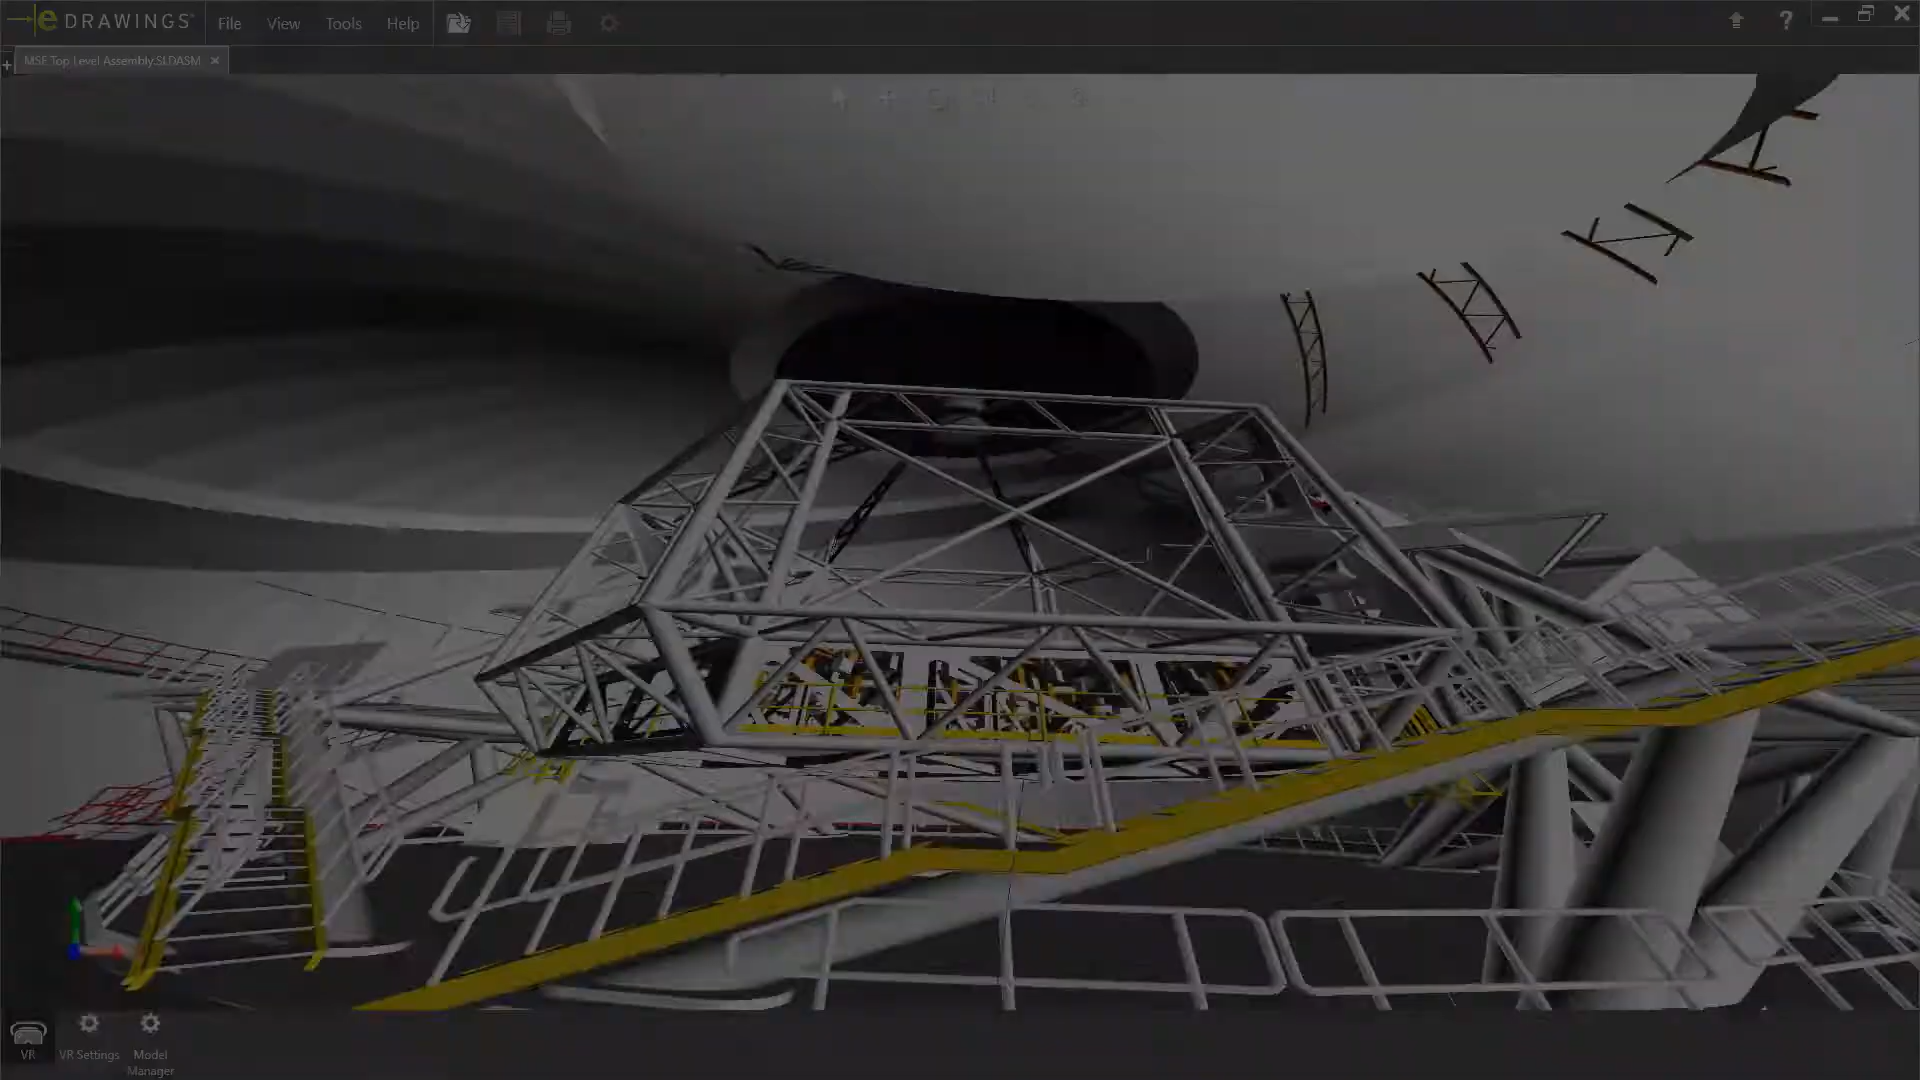 eDRAWINGS® File View Tools Help
MSE Top Level Assembly.SLDASM
VR VR Settings Model Manager